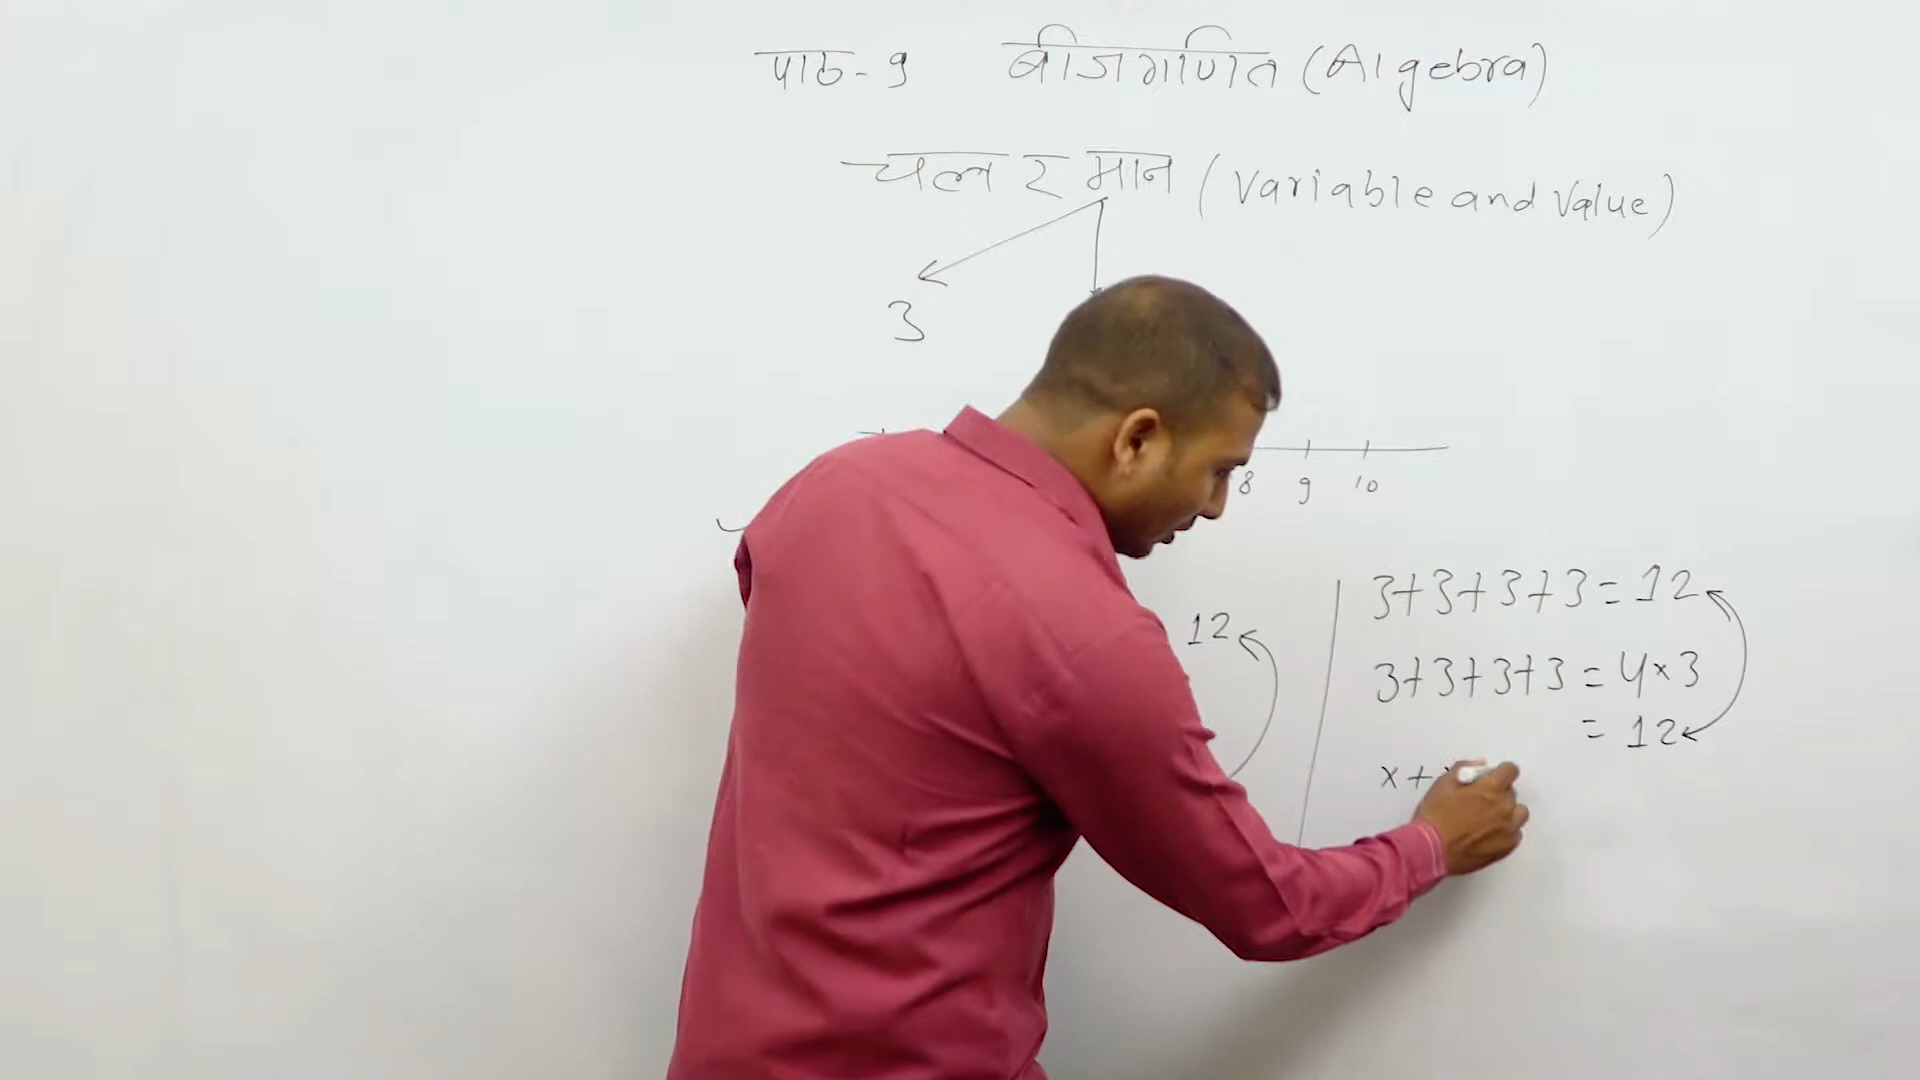 पाठ-9 बीजगणित (Algebra)
चल र मान (Variable and Value)
3
8 9 10
12
3+3+3+3=12
3+3+3+3=4×3
=12
x+